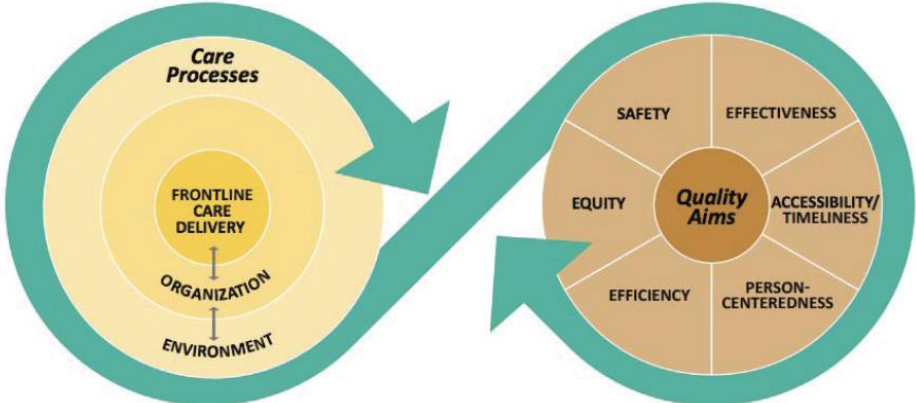 Care
Processes
FRONTLINE
CARE
DELIVERY
ORGANIZATION
ENVIRONMENT
SAFETY
EFFECTIVENESS
EQUITY
Quality
Aims
ACCESSIBILITY/
TIMELINESS
EFFICIENCY
PERSON-
CENTEREDNESS